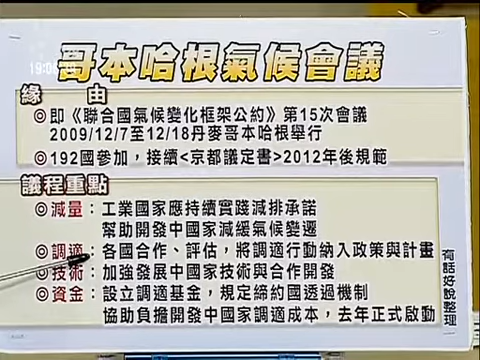 哥本哈根氣候會議
緣 由
◎即《聯合國氣候變化框架公約》第15次會議
2009/12/7至12/18丹麥哥本哈根舉行
◎192國參加，接續<京都議定書>2012年後規範
議程重點
◎減量：工業國家應持續實踐減排承諾
幫助開發中國家減緩氣候變遷
◎調適：各國合作、評估，將調適行動納入政策與計畫
◎技術：加強發展中國家技術與合作開發
◎資金：設立調適基金，規定締約國透過機制
協助負擔開發中國家調適成本，去年正式啟動
有話好說整理